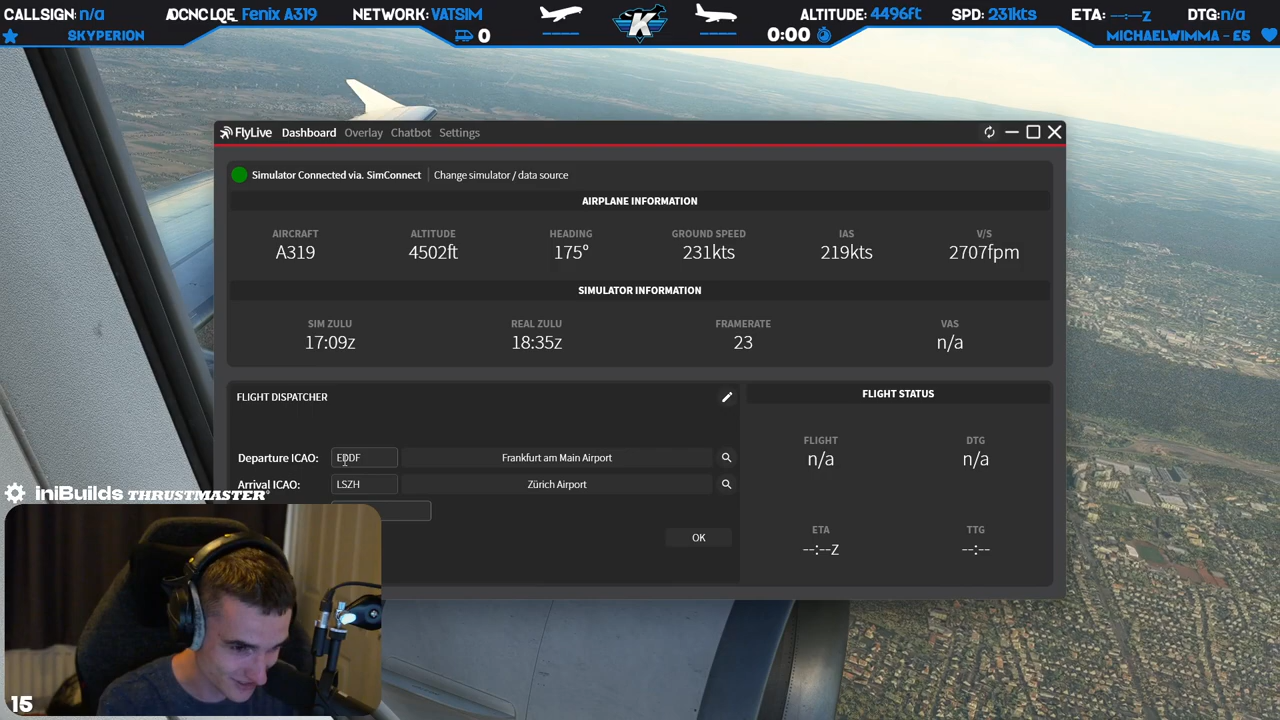 CALLSIGN: n/a
Fenix A319
NETWORK: VATSIM
ALTITUDE: 4496ft
SPD: 231kts
ETA: --:--z
DTG:n/a
SKYPERION
0
K
0:00
MICHAELWIMMA - £5
FlyLive Dashboard Overlay Chatbot Settings
Simulator Connected via. SimConnect Change simulator / data source
AIRPLANE INFORMATION
AIRCRAFT ALTITUDE HEADING GROUND SPEED IAS V/S
A319 4502ft 175° 231kts 219kts 2707fpm
SIMULATOR INFORMATION
SIM ZULU REAL ZULU FRAMERATE VAS
17:09z 18:35z 23 n/a
FLIGHT DISPATCHER
FLIGHT STATUS
FLIGHT DTG
n/a n/a
Departure ICAO: EDDF Frankfurt am Main Airport
Arrival ICAO: LSZH Zürich Airport
OK
ETA TTG
--:--Z --:--
iniBuilds THRUSTMASTER
15